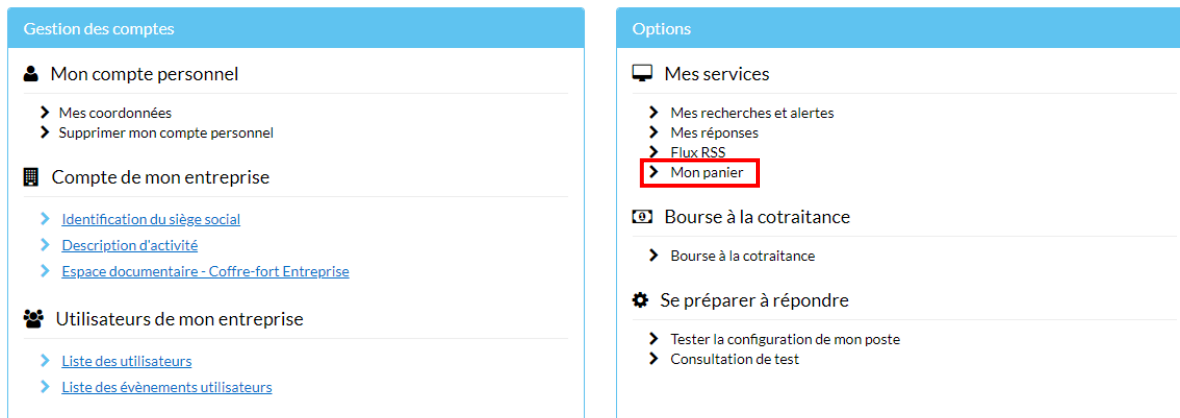 Gestion des comptes
Mon compte personnel
Mes coordonnées
Supprimer mon compte personnel
Compte de mon entreprise
Identification du siège social
Description d'activité
Espace documentaire - Coffre-fort Entreprise
Utilisateurs de mon entreprise
Liste des utilisateurs
Liste des évènements utilisateurs
Options
Mes services
Mes recherches et alertes
Mes réponses
Flux RSS
Mon panier
Bourse à la cotraitance
Bourse à la cotraitance
Se préparer à répondre
Tester la configuration de mon poste
Consultation de test